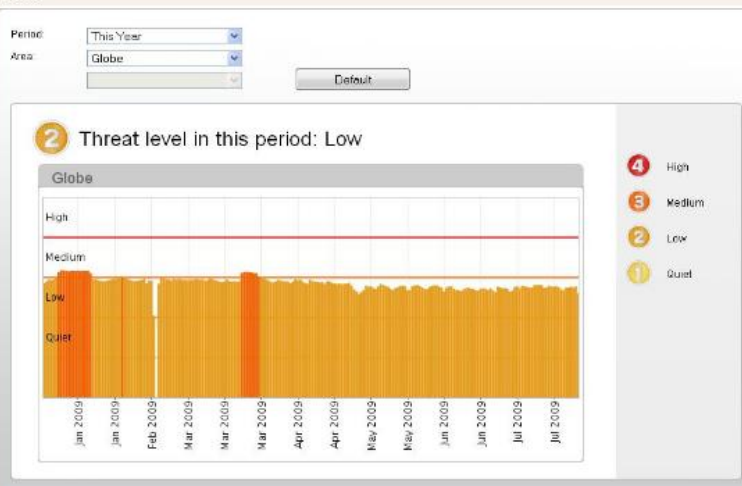 Period:
This Year
Area:
Globe
Default
2 Threat level in this period: Low
Globe
High
Medium
Low
Quiet
Jan 2009
Jan 2009
Feb 2009
Mar 2009
Mar 2009
Mar 2009
Apr 2009
Apr 2009
May 2009
May 2009
Jun 2009
Jun 2009
Jul 2009
Jul 2009
4 High
3 Medium
2 Low
1 Quiet